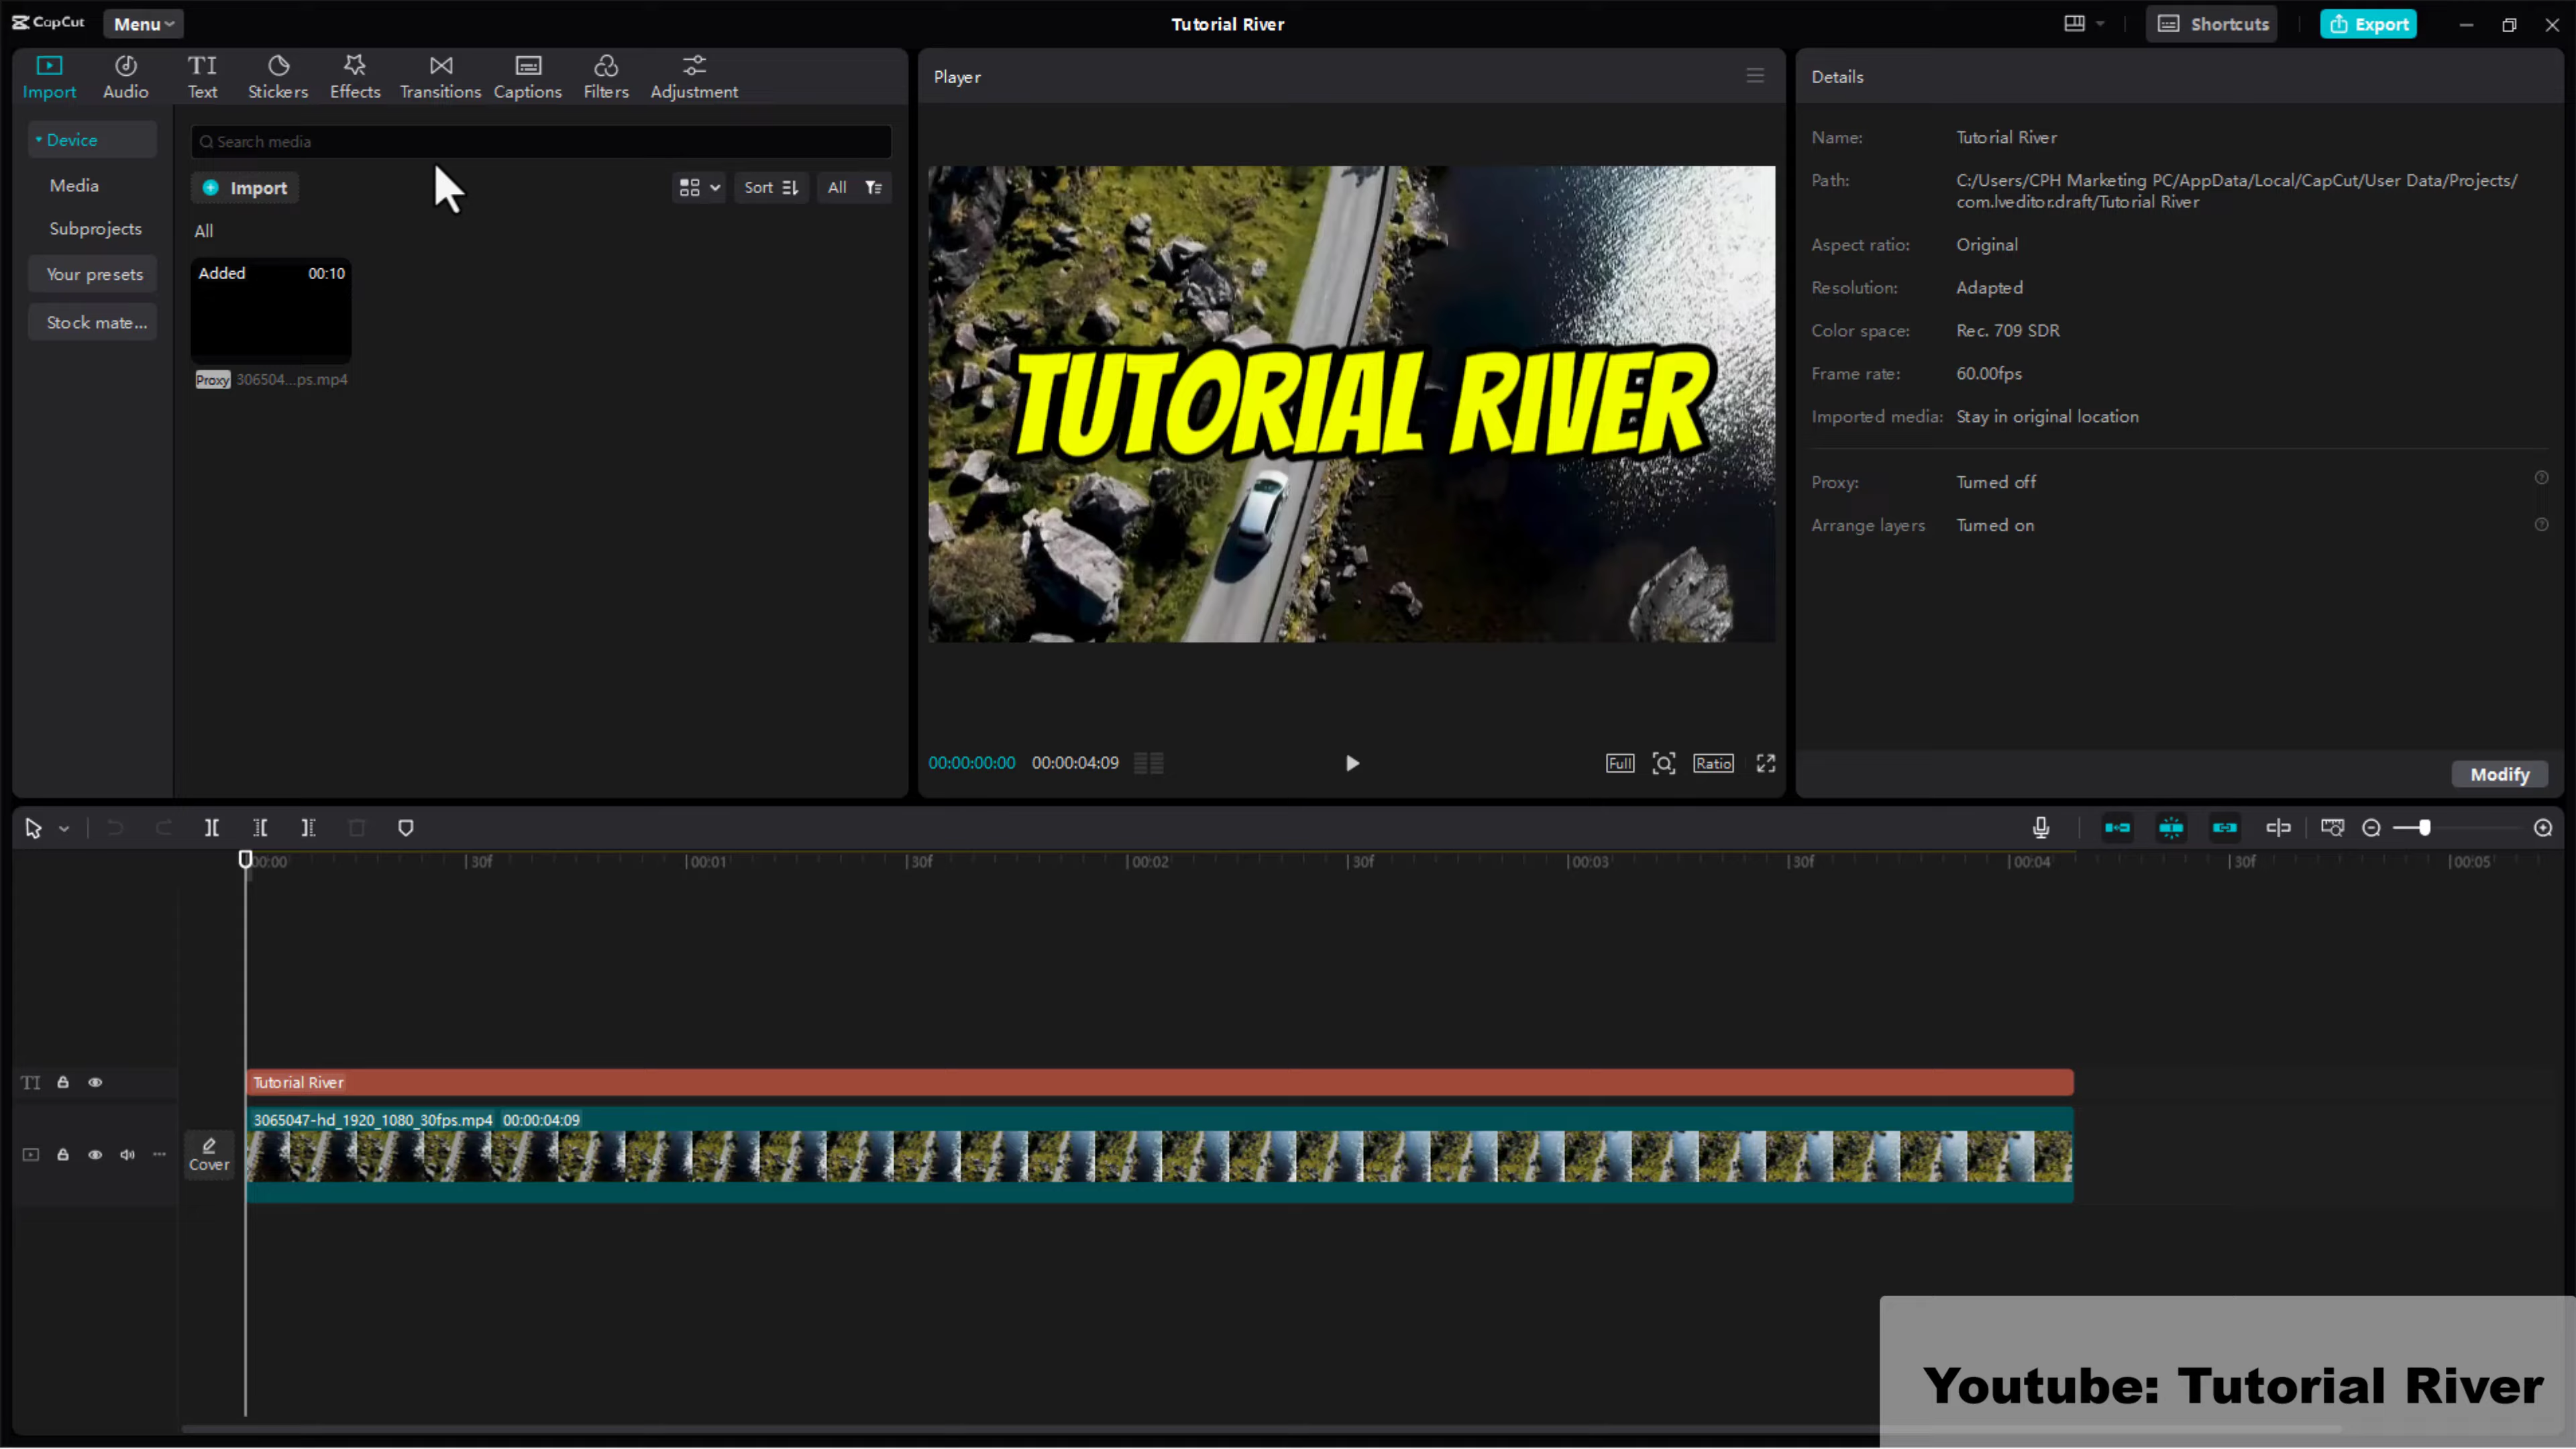 CapCut
Menu
Tutorial River
Shortcuts
Export
Import
Audio
TI
Text
Stickers
Effects
Transitions
Captions
Filters
Adjustment
Device
Media
Subprojects
Your presets
Stock mate...
Search media
Import
Sort
All
All
Added
00:10
Proxy
306504...ps.mp4
Player
TUTORIAL RIVER
00:00:00:00
00:00:04:09
Full
Ratio
Details
Name: Tutorial River
Path: C:/Users/CPH Marketing PC/AppData/Local/CapCut/User Data/Projects/
com.lveditor.draft/Tutorial River
Aspect ratio: Original
Resolution: Adapted
Color space: Rec. 709 SDR
Frame rate: 60.00fps
Imported media: Stay in original location
Proxy: Turned off
Arrange layers Turned on
Modify
00:00
30f
00:01
30f
00:02
30f
00:03
30f
00:04
30f
00:05
TI
Tutorial River
3065047-hd_1920_1080_30fps.mp4 00:00:04:09
Cover
Youtube: Tutorial River